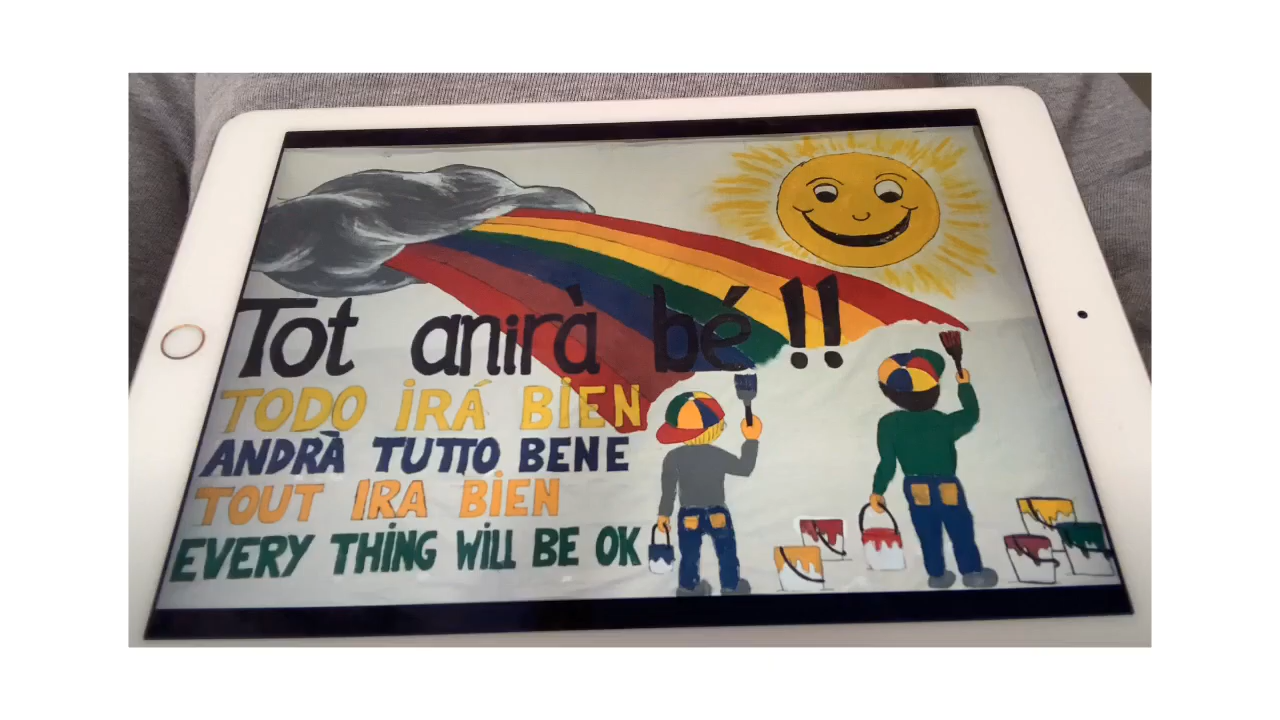 Tot anirà bé!!
TODO IRÁ BIEN
ANDRÀ TUTTO BENE
TOUT IRA BIEN
EVERY THING WILL BE OK